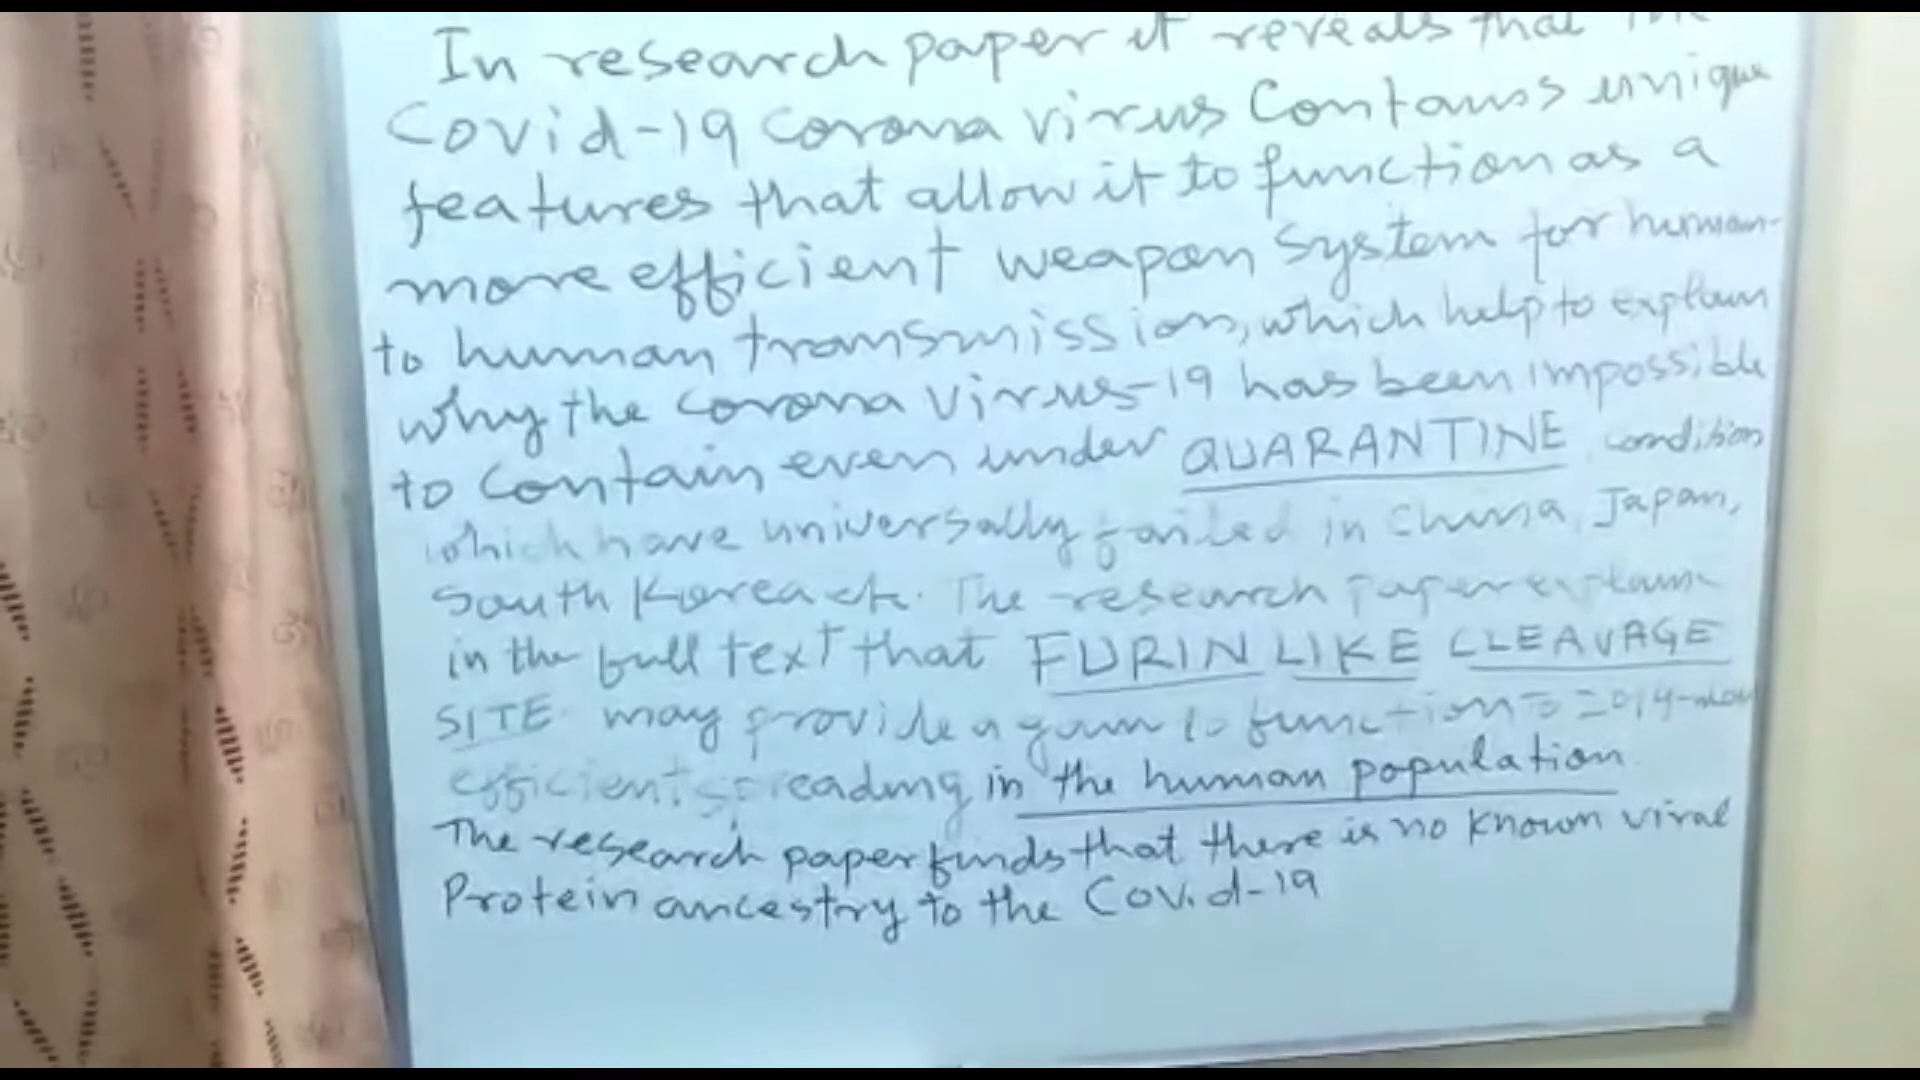 In research paper it reveals that the
Covid-19 Corona virus Contains unique
features that allow it to function as a
more efficient weapon system for human-
to human transmission, which help to explain
why the corona virus-19 has been impossible
to contain even under QUARANTINE condition
which have universally failed in China, Japan,
South Korea etc. The research paper explains
in the full text that FURIN LIKE CLEAVAGE
SITE may provide a gain to function to 2019-
efficient spreading in the human population
The research paper finds that there is no known viral
Protein ancestry to the CoVid-19